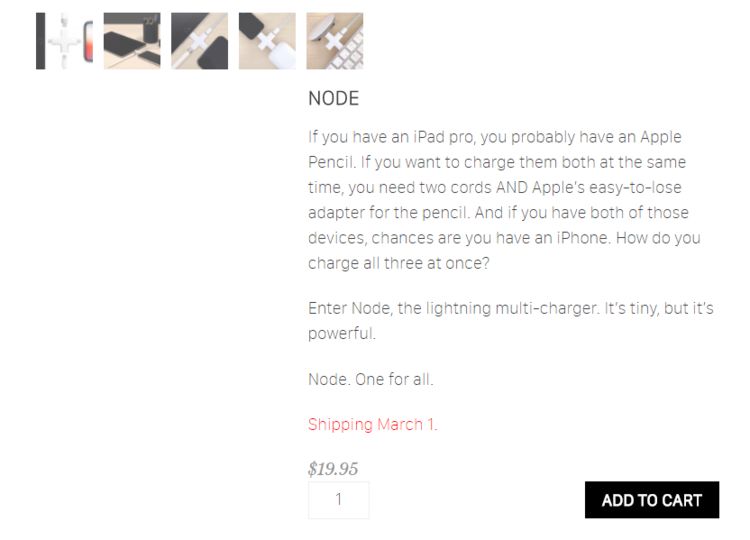 NODE
If you have an iPad pro, you probably have an Apple
Pencil. If you want to charge them both at the same
time, you need two cords AND Apple's easy-to-lose
adapter for the pencil. And if you have both of those
devices, chances are you have an iPhone. How do you
charge all three at once?
Enter Node, the lightning multi-charger. It's tiny, but it's
powerful.
Node. One for all.
Shipping March 1.
$19.95
1
ADD TO CART